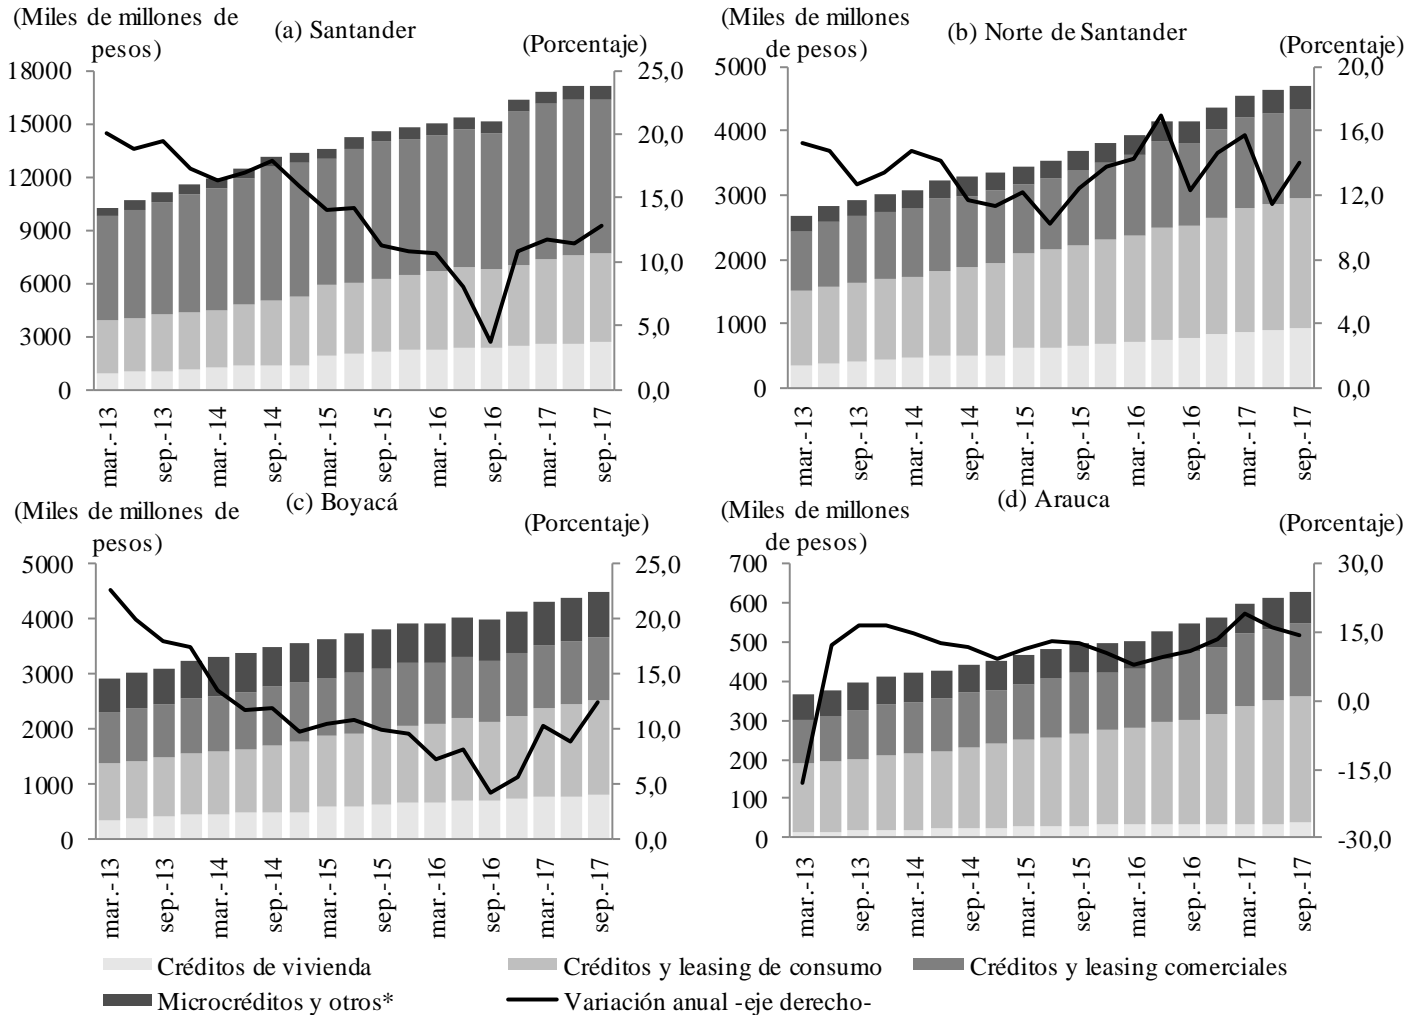 (Miles de millones de
pesos)
(a) Santander
(Porcentaje)
18000
15000
12000
9000
6000
3000
0
25,0
20,0
15,0
10,0
5,0
0,0
mar.-13
sep.-13
mar.-14
sep.-14
mar.-15
sep.-15
mar.-16
sep.-16
mar.-17
sep.-17
(Miles de millones
de pesos)
(b) Norte de Santander
(Porcentaje)
5000
4000
3000
2000
1000
0
20,0
16,0
12,0
8,0
4,0
0,0
mar.-13
sep.-13
mar.-14
sep.-14
mar.-15
sep.-15
mar.-16
sep.-16
mar.-17
sep.-17
(Miles de millones de
pesos)
(c) Boyacá
(Porcentaje)
5000
4000
3000
2000
1000
0
25,0
20,0
15,0
10,0
5,0
0,0
mar.-13
sep.-13
mar.-14
sep.-14
mar.-15
sep.-15
mar.-16
sep.-16
mar.-17
sep.-17
(Miles de millones
de pesos)
(d) Arauca
(Porcentaje)
700
600
500
400
300
200
100
0
30,0
15,0
0,0
-15,0
-30,0
mar.-13
sep.-13
mar.-14
sep.-14
mar.-15
sep.-15
mar.-16
sep.-16
mar.-17
sep.-17
Créditos de vivienda
Créditos y leasing de consumo
Créditos y leasing comerciales
Microcréditos y otros*
Variación anual -eje derecho-